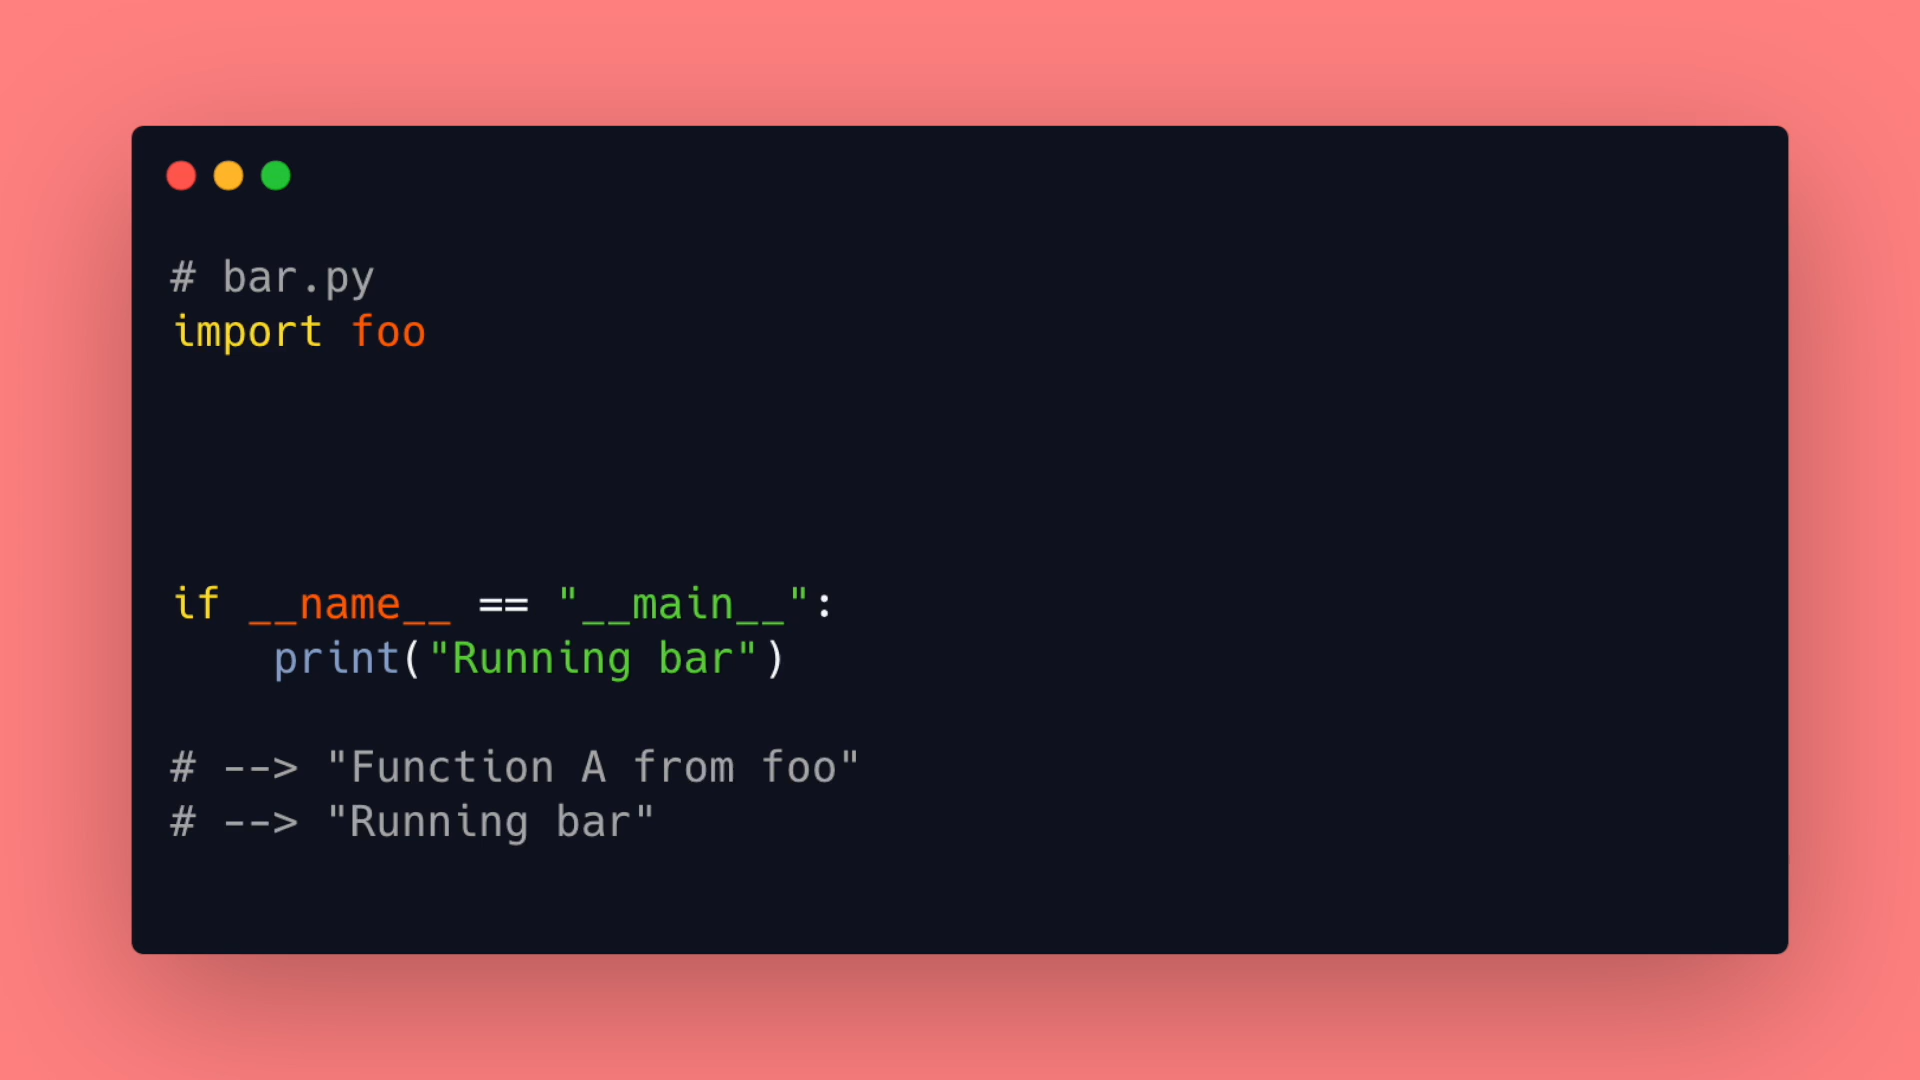 # bar.py
import foo
if __name__ == "__main__":
    print("Running bar")
# --> "Function A from foo"
# --> "Running bar"